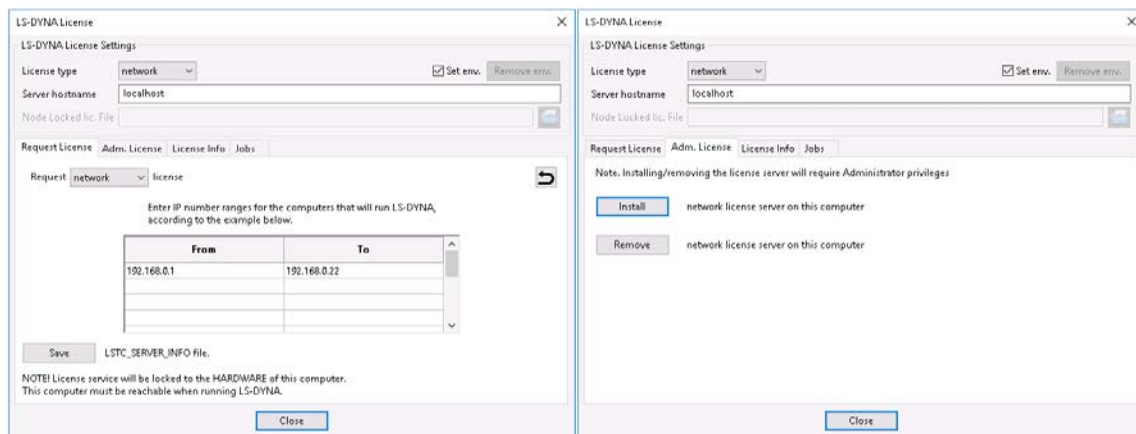 LS-DYNA License
LS-DYNA License Settings
License type network Set env. Remove env.
Server hostname localhost
Node Locked lic. File
Request License Adm. License License Info Jobs
Request network license
Enter IP number ranges for the computers that will run LS-DYNA,
according to the example below.
From To
192.168.0.1 192.168.0.22
Save LSTC_SERVER_INFO file.
NOTE! License service will be locked to the HARDWARE of this computer.
This computer must be reachable when running LS-DYNA.
Close
LS-DYNA License
LS-DYNA License Settings
License type network Set env. Remove env.
Server hostname localhost
Node Locked lic. File
Request License Adm. License License Info Jobs
Note. Installing/removing the license server will require Administrator privileges
Install network license server on this computer
Remove network license server on this computer
Close